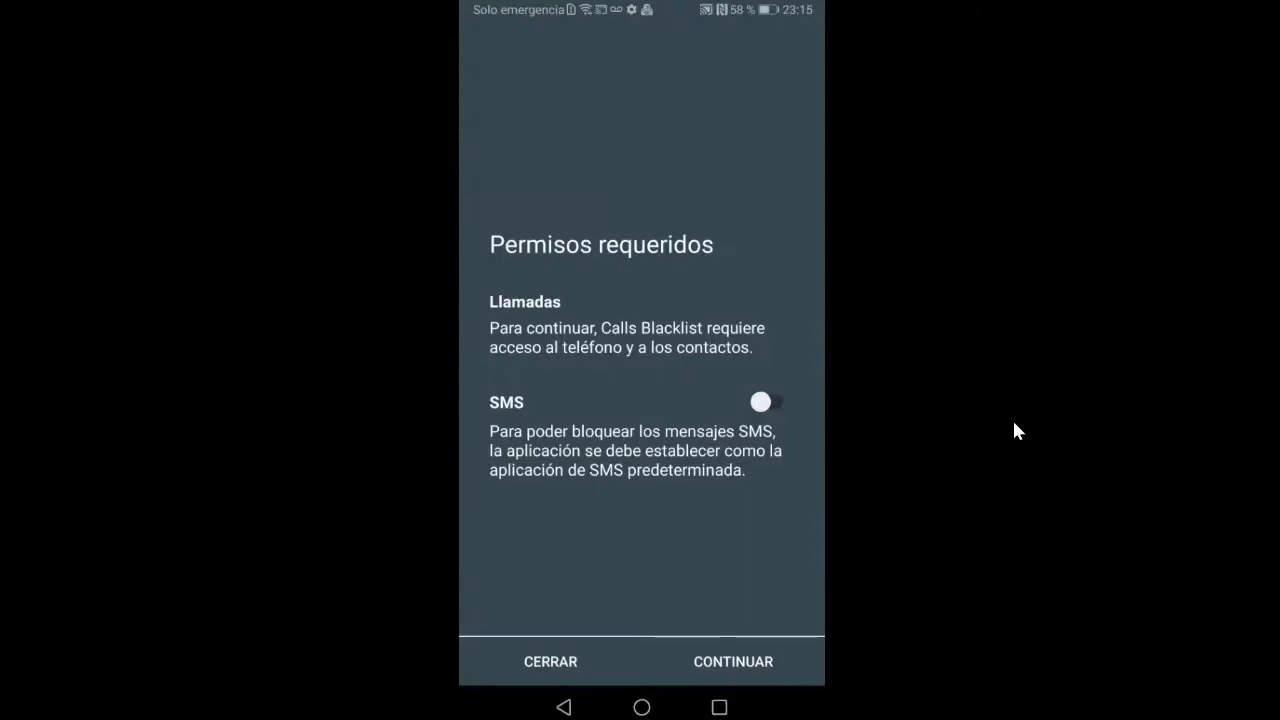 Solo emergencia 58 % 23:15
Permisos requeridos
Llamadas
Para continuar, Calls Blacklist requiere
acceso al teléfono y a los contactos.
SMS
Para poder bloquear los mensajes SMS,
la aplicación se debe establecer como la
aplicación de SMS predeterminada.
CERRAR CONTINUAR